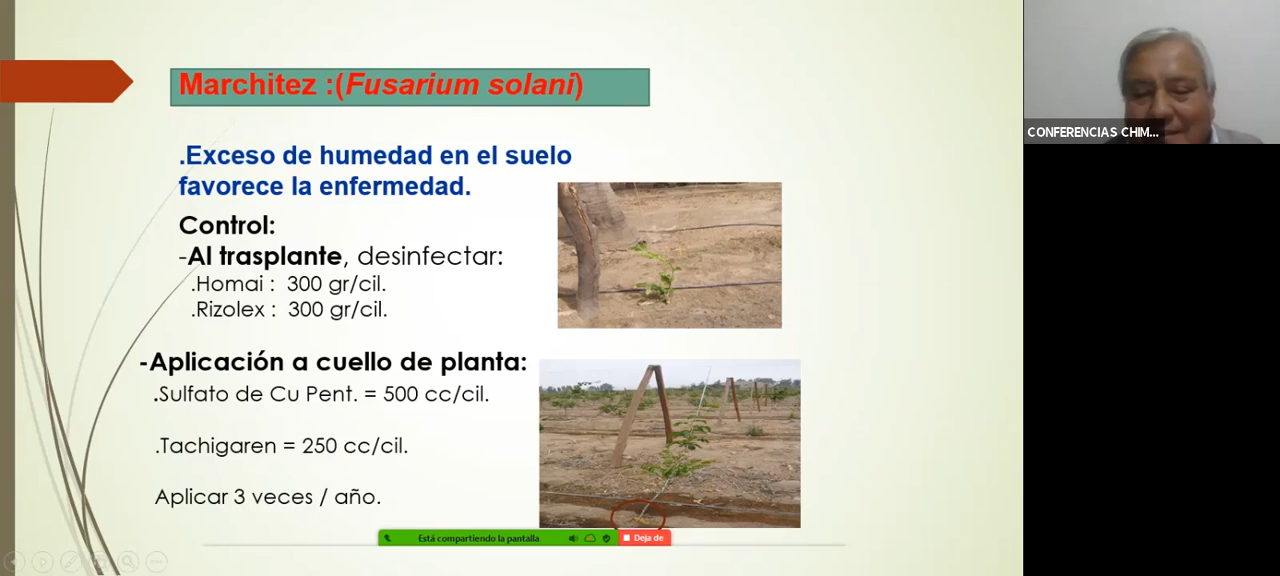 Marchitez :(Fusarium solani)
.Exceso de humedad en el suelo
favorece la enfermedad.
Control:
-Al trasplante, desinfectar:
.Homai : 300 gr/cil.
.Rizolex : 300 gr/cil.
-Aplicación a cuello de planta:
.Sulfato de Cu Pent. = 500 cc/cil.
.Tachigaren = 250 cc/cil.
Aplicar 3 veces / año.
Está compartiendo la pantalla
Deja de
CONFERENCIAS CHIM...